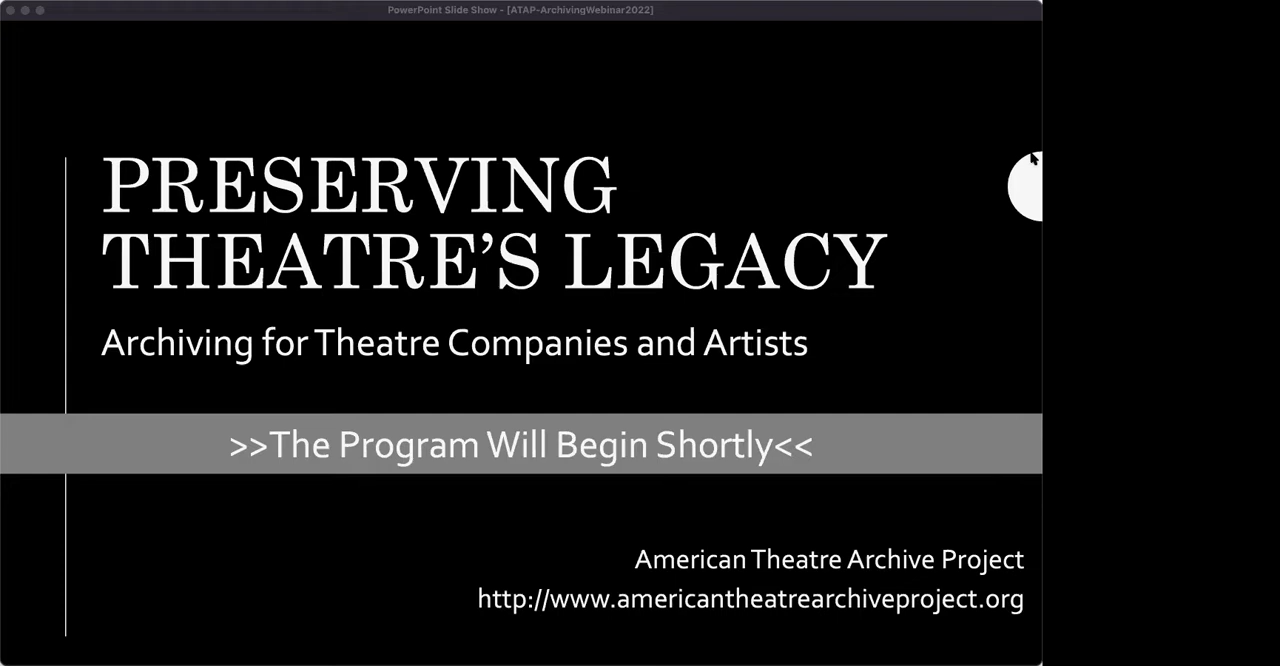 PowerPoint Slide Show - [ATAP-ArchivingWebinar2022]
PRESERVING
THEATRE’S LEGACY
Archiving for Theatre Companies and Artists
>>The Program Will Begin Shortly<<
American Theatre Archive Project
http://www.americantheatrearchiveproject.org